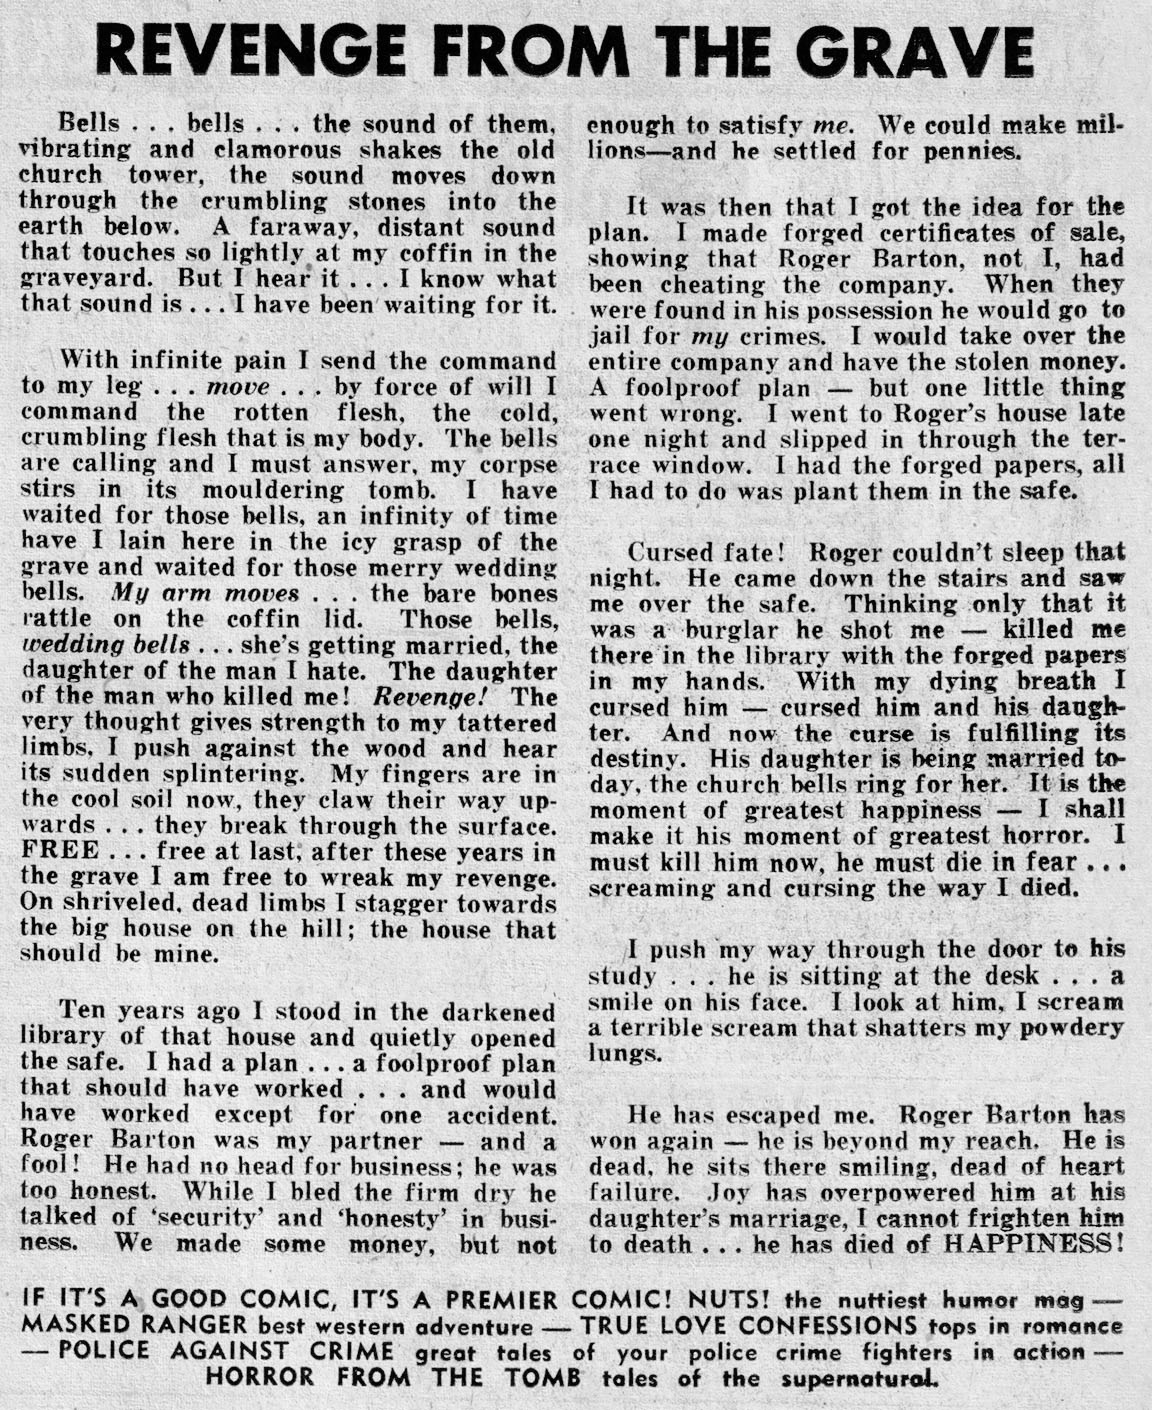 REVENGE FROM THE GRAVE
Bells . . . bells . . . the sound of them,
vibrating and clamorous shakes the old
church tower, the sound moves down
through the crumbling stones into the
earth below. A faraway, distant sound
that touches so lightly at my coffin in the
graveyard. But I hear it . . . I know what
that sound is . . . I have been waiting for it.
With infinite pain I send the command
to my leg . . . move . . . by force of will I
command the rotten flesh, the cold,
crumbling flesh that is my body. The bells
are calling and I must answer, my corpse
stirs in its mouldering tomb. I have
waited for those bells, an infinity of time
have I lain here in the icy grasp of the
grave and waited for those merry wedding
bells. My arm moves . . . the bare bones
rattle on the coffin lid. Those bells,
wedding bells . . . she's getting married, the
daughter of the man I hate. The daughter
of the man who killed me! Revenge! The
very thought gives strength to my tattered
limbs, I push against the wood and hear
its sudden splintering. My fingers are in
the cool soil now, they claw their way up-
wards . . . they break through the surface.
FREE . . . free at last, after these years in
the grave I am free to wreak my revenge.
On shriveled, dead limbs I stagger towards
the big house on the hill; the house that
should be mine.
Ten years ago I stood in the darkened
library of that house and quietly opened
the safe. I had a plan . . . a foolproof plan
that should have worked . . . and would
have worked except for one accident.
Roger Barton was my partner — and a
fool! He had no head for business; he was
too honest. While I bled the firm dry he
talked of 'security' and 'honesty' in busi-
ness. We made some money, but not
enough to satisfy me. We could make mil-
lions—and he settled for pennies.
It was then that I got the idea for the
plan. I made forged certificates of sale,
showing that Roger Barton, not I, had
been cheating the company. When they
were found in his possession he would go to
jail for my crimes. I would take over the
entire company and have the stolen money.
A foolproof plan — but one little thing
went wrong. I went to Roger's house late
one night and slipped in through the ter-
race window. I had the forged papers, all
I had to do was plant them in the safe.
Cursed fate! Roger couldn't sleep that
night. He came down the stairs and saw
me over the safe. Thinking only that it
was a burglar he shot me — killed me
there in the library with the forged papers
in my hands. With my dying breath I
cursed him — cursed him and his daugh-
ter. And now the curse is fulfilling its
destiny. His daughter is being married to-
day, the church bells ring for her. It is the
moment of greatest happiness — I shall
make it his moment of greatest horror. I
must kill him now, he must die in fear . . .
screaming and cursing the way I died.
I push my way through the door to his
study . . . he is sitting at the desk . . . a
smile on his face. I look at him, I scream
a terrible scream that shatters my powdery
lungs.
He has escaped me. Roger Barton has
won again — he is beyond my reach. He is
dead, he sits there smiling, dead of heart
failure. Joy has overpowered him at his
daughter's marriage, I cannot frighten him
to death . . . he has died of HAPPINESS!
IF IT'S A GOOD COMIC, IT'S A PREMIER COMIC! NUTS! the nuttiest humor mag —
MASKED RANGER best western adventure — TRUE LOVE CONFESSIONS tops in romance
— POLICE AGAINST CRIME great tales of your police crime fighters in action —
HORROR FROM THE TOMB tales of the supernatural.